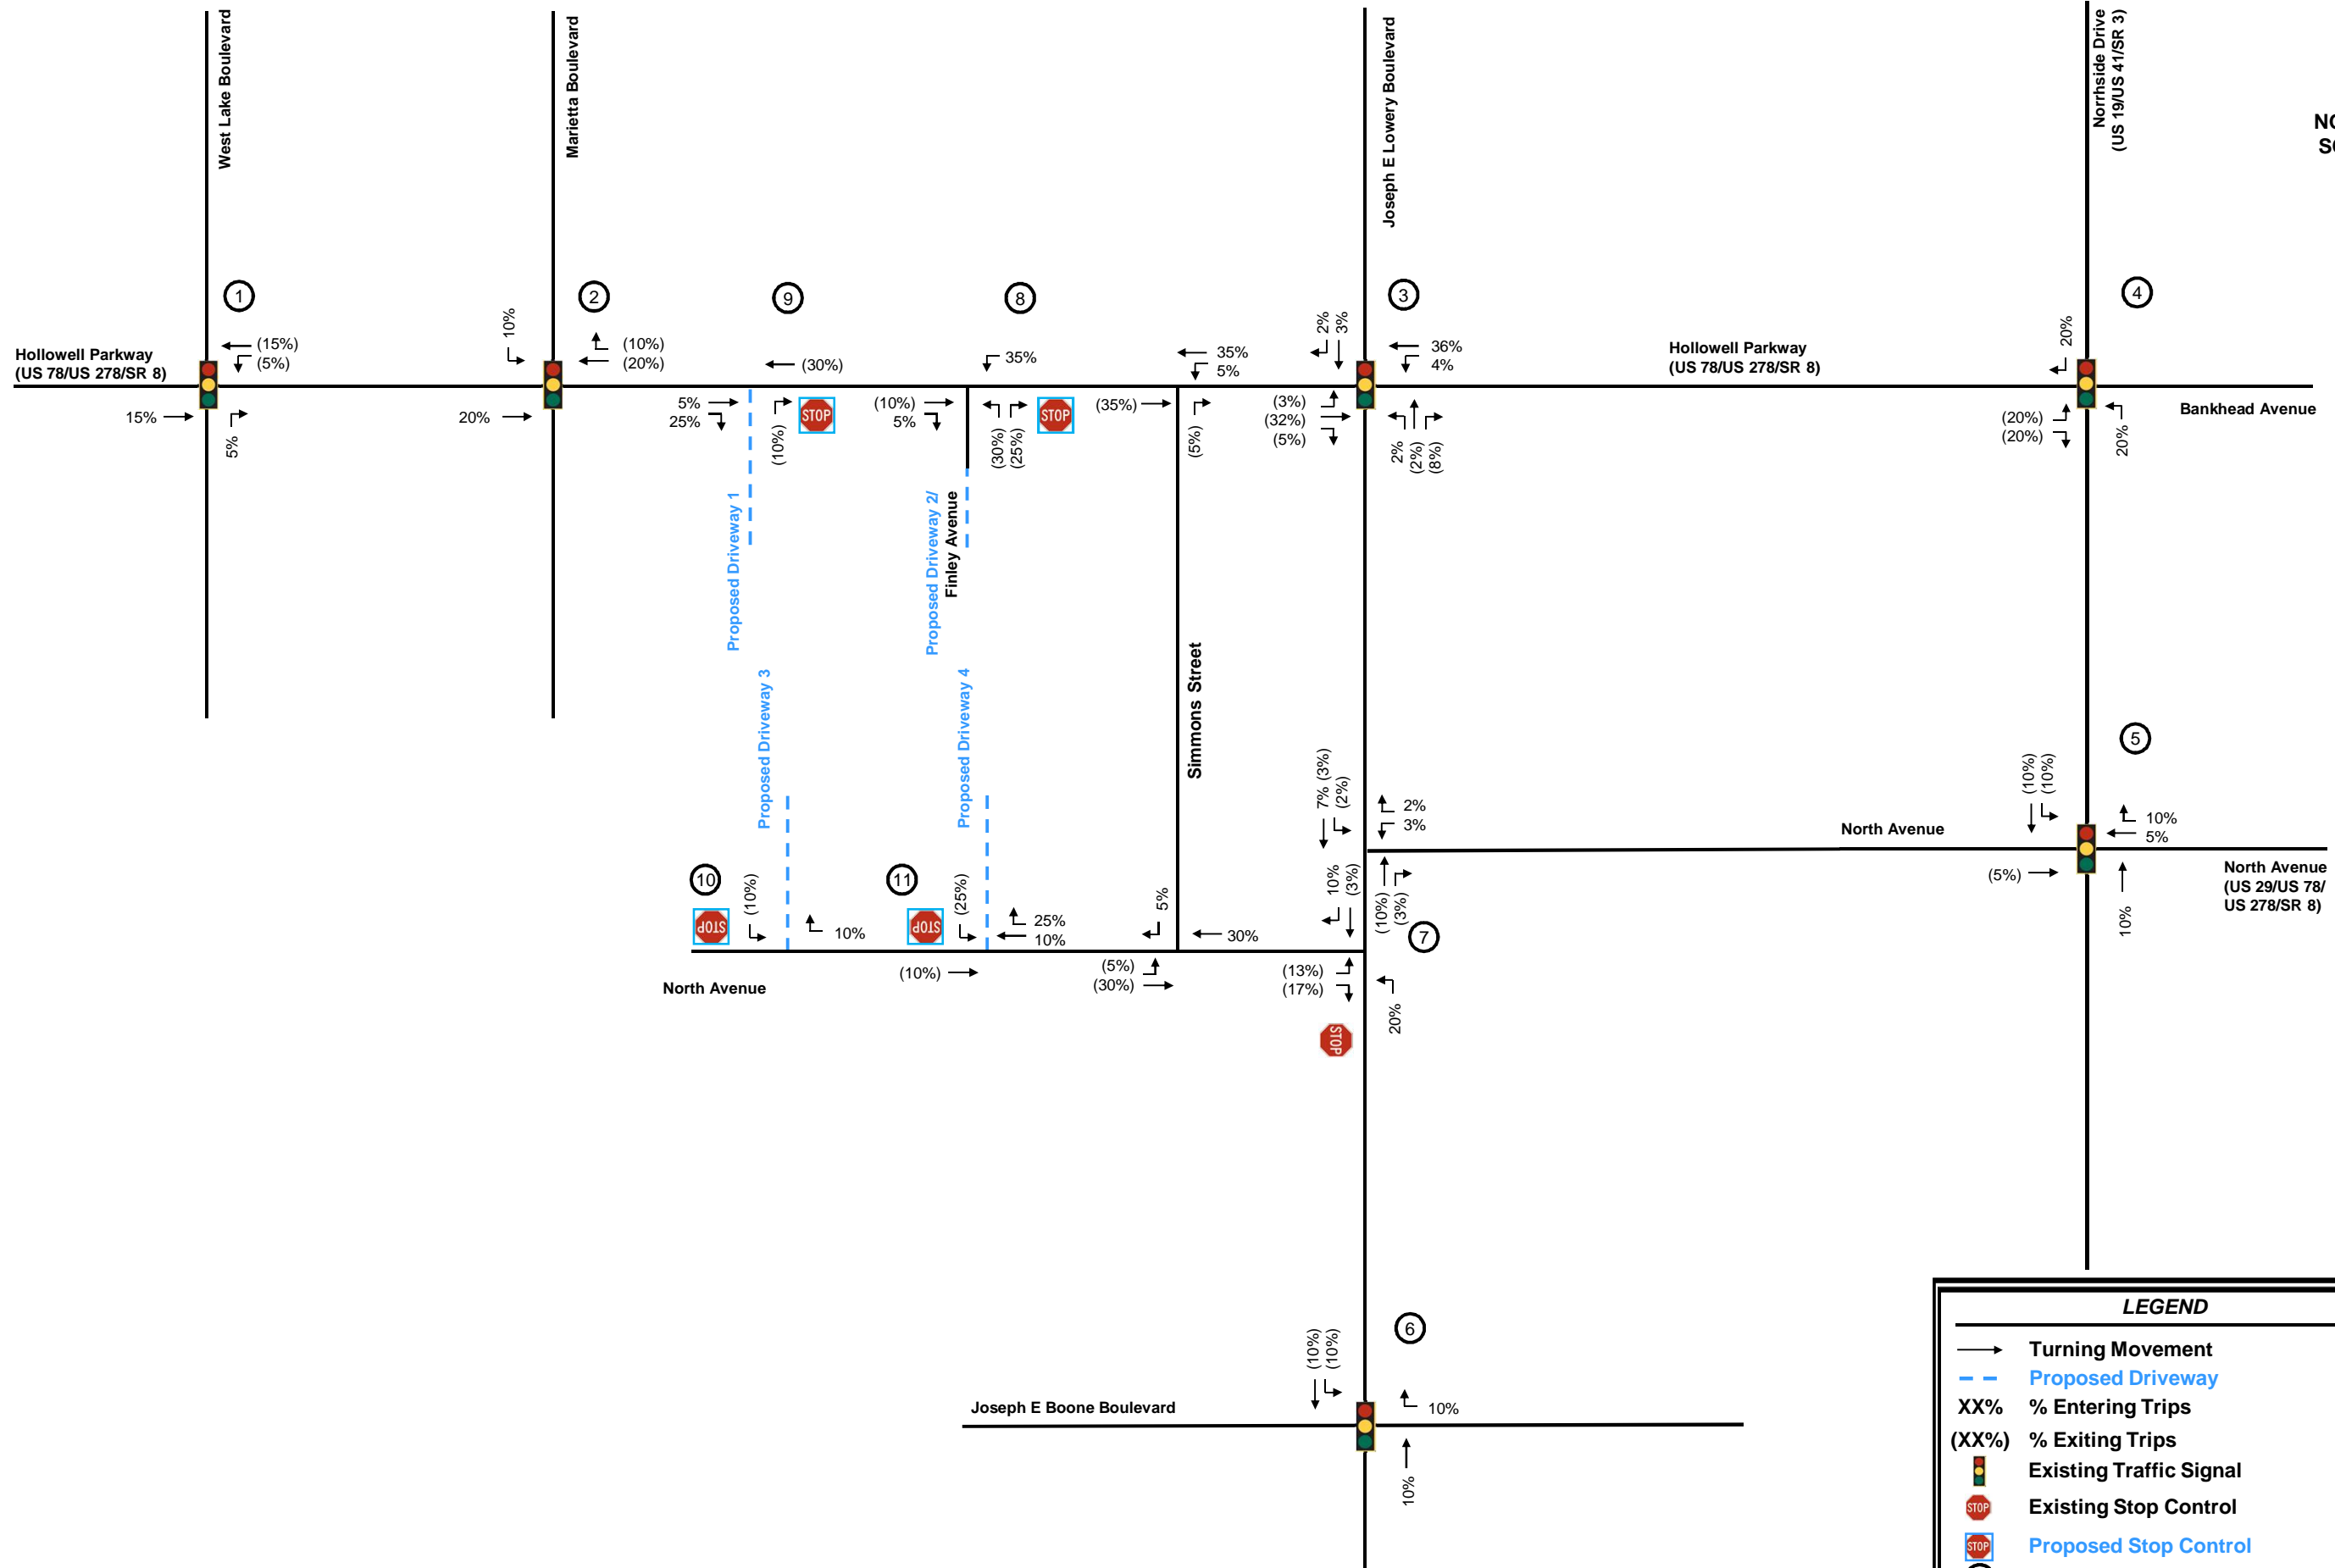 West Lake Boulevard
Marietta Boulevard
Joseph E Lowery Boulevard
Norrhside Drive
(US 19/US 41/SR 3)
1
2
9
8
3
4
Hollowell Parkway
(US 78/US 278/SR 8)
(15%)
(5%)
15%
5%
10%
(10%)
(20%)
20%
(30%)
5%
25%
(10%)
STOP
35%
(10%)
5%
(30%)
(25%)
STOP
35%
5%
(35%)
(5%)
2%
3%
36%
4%
(3%)
(32%)
(5%)
2%
(2%)
(8%)
Hollowell Parkway
(US 78/US 278/SR 8)
20%
(20%)
(20%)
20%
Bankhead Avenue
Proposed Driveway 1
Proposed Driveway 2/
Finley Avenue
Proposed Driveway 3
Proposed Driveway 4
Simmons Street
7% (3%)
(2%)
2%
3%
North Avenue
5
(10%)
(10%)
10%
5%
(5%)
10%
North Avenue
(US 29/US 78/
US 278/SR 8)
10
STOP
(10%)
10%
11
STOP
(25%)
25%
10%
(10%)
5%
30%
(5%)
(30%)
10%
(3%)
(10%)
(3%)
7
(13%)
(17%)
20%
STOP
North Avenue
6
(10%)
(10%)
10%
10%
Joseph E Boone Boulevard
LEGEND
Turning Movement
Proposed Driveway
XX% % Entering Trips
(XX%) % Exiting Trips
Existing Traffic Signal
STOP Existing Stop Control
STOP Proposed Stop Control